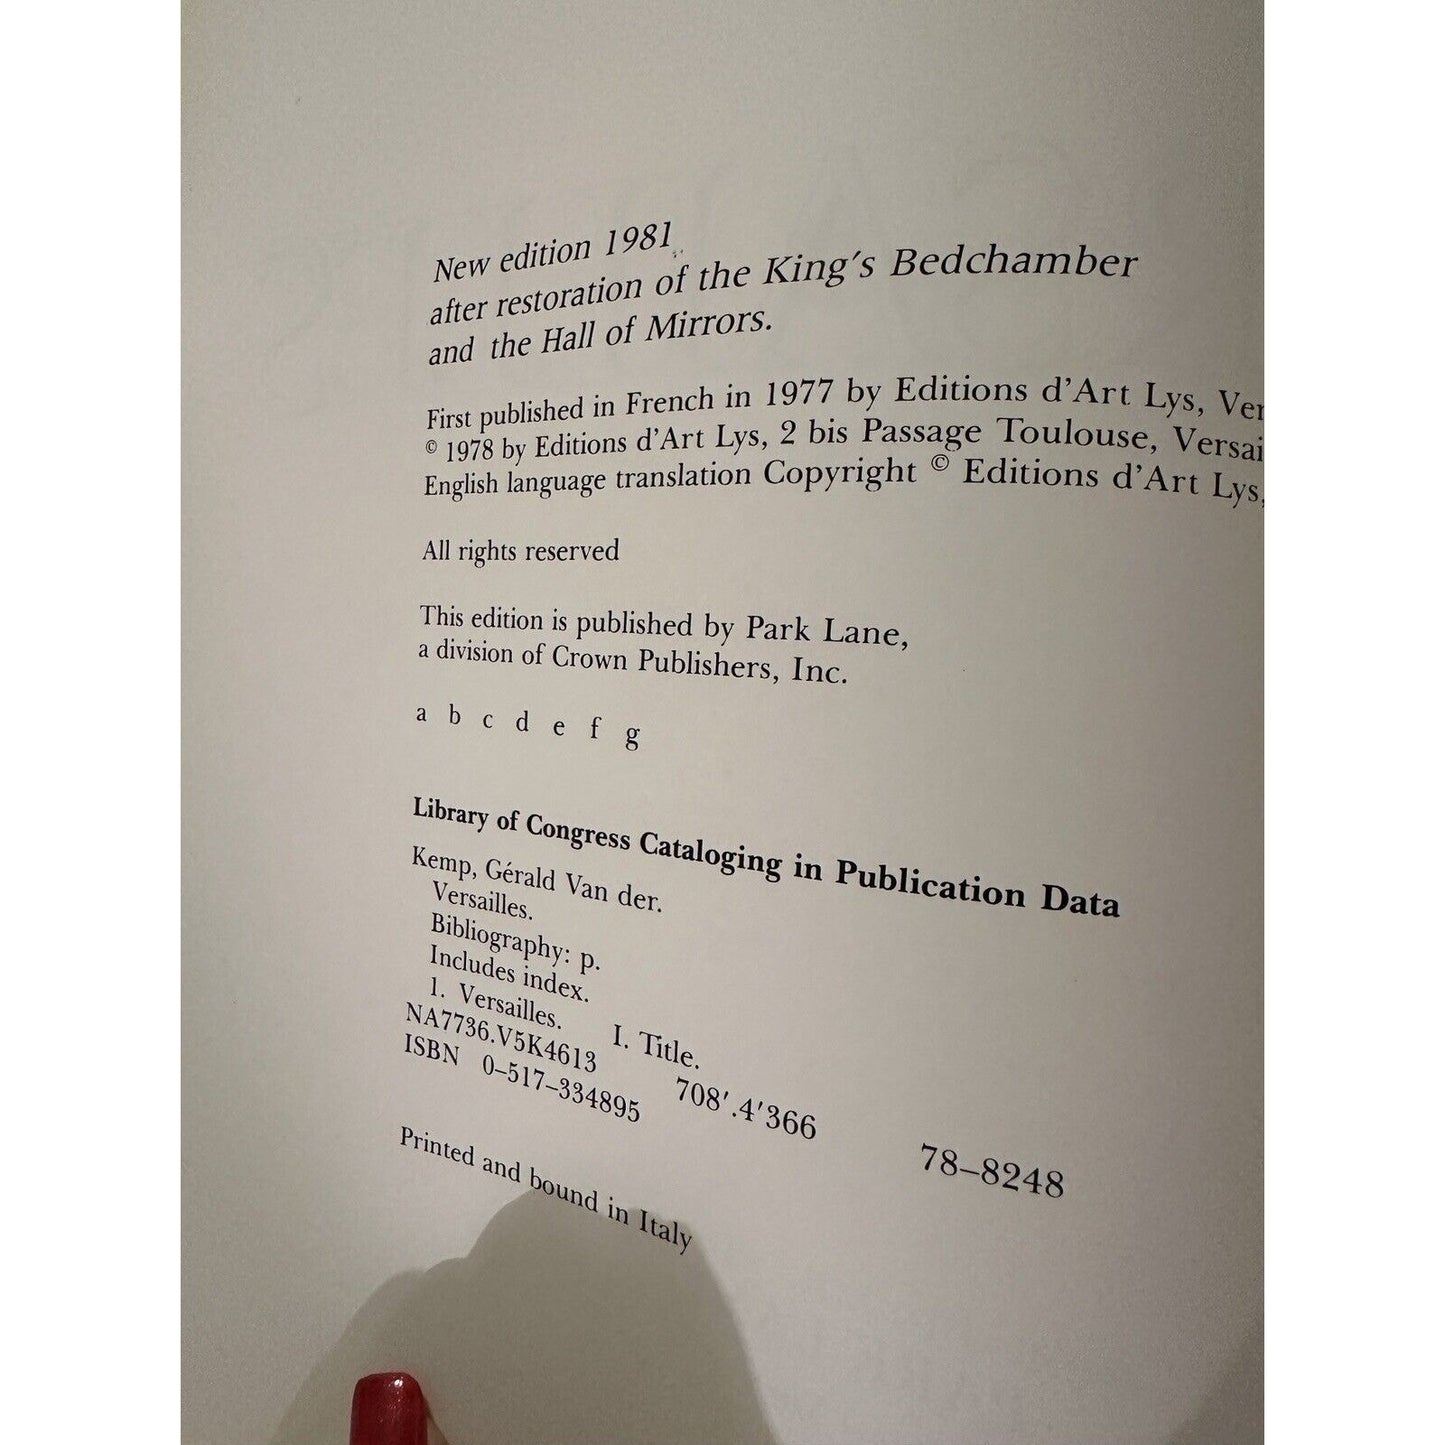 New edition 1981
after restoration of the King's Bedchamber
and the Hall of Mirrors.
First published in French in 1977 by Editions d'Art Lys, Ver
© 1978 by Editions d'Art Lys, 2 bis Passage Toulouse, Versai
English language translation Copyright © Editions d'Art Lys,
All rights reserved
This edition is published by Park Lane,
a division of Crown Publishers, Inc.
a b c d e f g
Library of Congress Cataloging in Publication Data
Kemp, Gérald Van der.
Versailles.
Bibliography: p.
Includes index.
1. Versailles. I. Title.
NA7736.V5K4613 708'.4'366 78–8248
ISBN 0–517–334895
Printed and bound in Italy